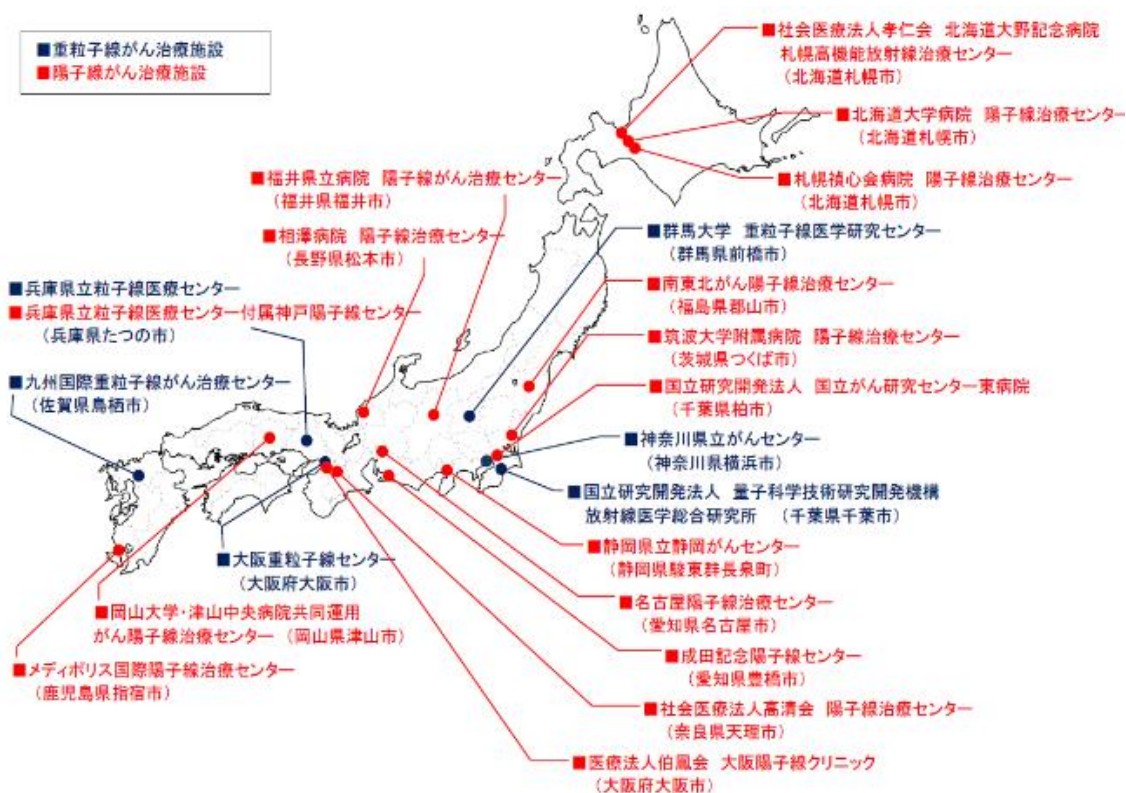 ■重粒子線がん治療施設
■陽子線がん治療施設
■社会医療法人孝仁会 北海道大野記念病院
札幌高機能放射線治療センター
(北海道札幌市)
■北海道大学病院 陽子線治療センター
(北海道札幌市)
■札幌禎心会病院 陽子線治療センター
(北海道札幌市)
■福井県立病院 陽子線がん治療センター
(福井県福井市)
■相澤病院 陽子線治療センター
(長野県松本市)
■兵庫県立粒子線医療センター
■兵庫県立粒子線医療センター付属神戸陽子線センター
(兵庫県たつの市)
■九州国際重粒子線がん治療センター
(佐賀県鳥栖市)
■群馬大学 重粒子線医学研究センター
(群馬県前橋市)
■南東北がん陽子線治療センター
(福島県郡山市)
■筑波大学附属病院 陽子線治療センター
(茨城県つくば市)
■国立研究開発法人 国立がん研究センター東病院
(千葉県柏市)
■神奈川県立がんセンター
(神奈川県横浜市)
■国立研究開発法人 量子科学技術研究開発機構
放射線医学総合研究所 (千葉県千葉市)
■静岡県立静岡がんセンター
(静岡県駿東群長泉町)
■名古屋陽子線治療センター
(愛知県名古屋市)
■成田記念陽子線センター
(愛知県豊橋市)
■社会医療法人高清会 陽子線治療センター
(奈良県天理市)
■医療法人伯鳳会 大阪陽子線クリニック
(大阪府大阪市)
■大阪重粒子線センター
(大阪府大阪市)
■岡山大学・津山中央病院共同運用
がん陽子線治療センター (岡山県津山市)
■メディポリス国際陽子線治療センター
(鹿児島県指宿市)